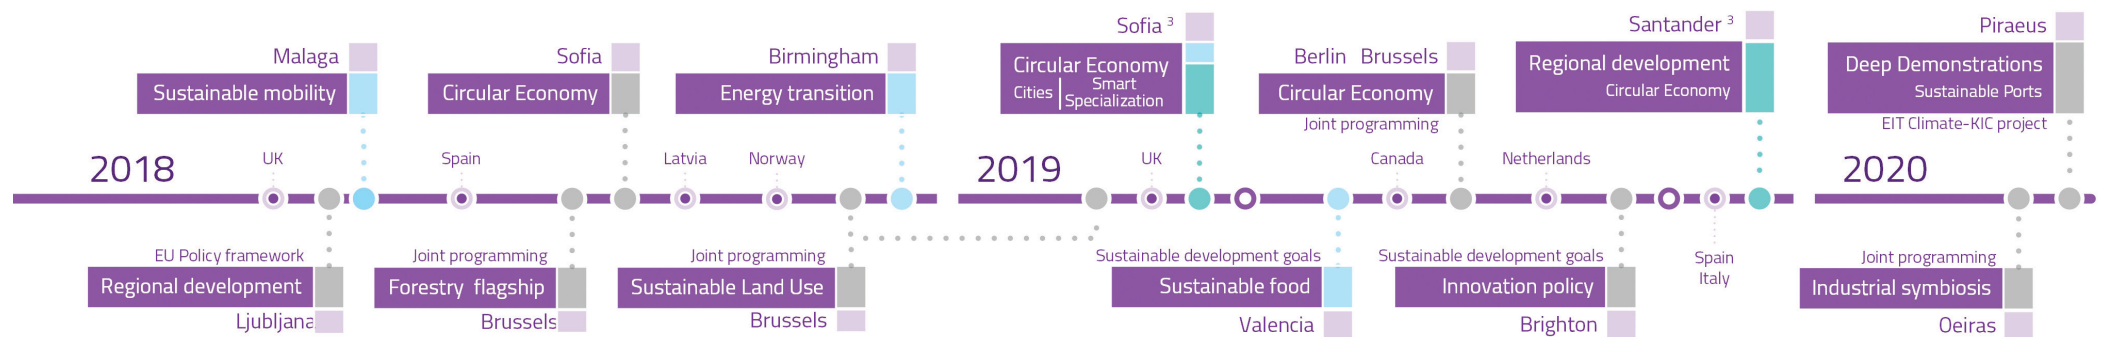 Malaga
Sustainable mobility
Sofia
Circular Economy
Birmingham
Energy transition
Sofia 3
Circular Economy
Cities
Smart
Specialization
Berlin Brussels
Circular Economy
Joint programming
Santander 3
Regional development
Circular Economy
Piraeus
Deep Demonstrations
Sustainable Ports
EIT Climate-KIC project
2018
UK
Spain
Latvia
Norway
2019
UK
Canada
Netherlands
2020
EU Policy framework
Regional development
Ljubljana
Joint programming
Forestry flagship
Brussels
Joint programming
Sustainable Land Use
Brussels
Sustainable development goals
Sustainable food
Valencia
Sustainable development goals
Innovation policy
Brighton
Spain
Italy
Joint programming
Industrial symbiosis
Oeiras